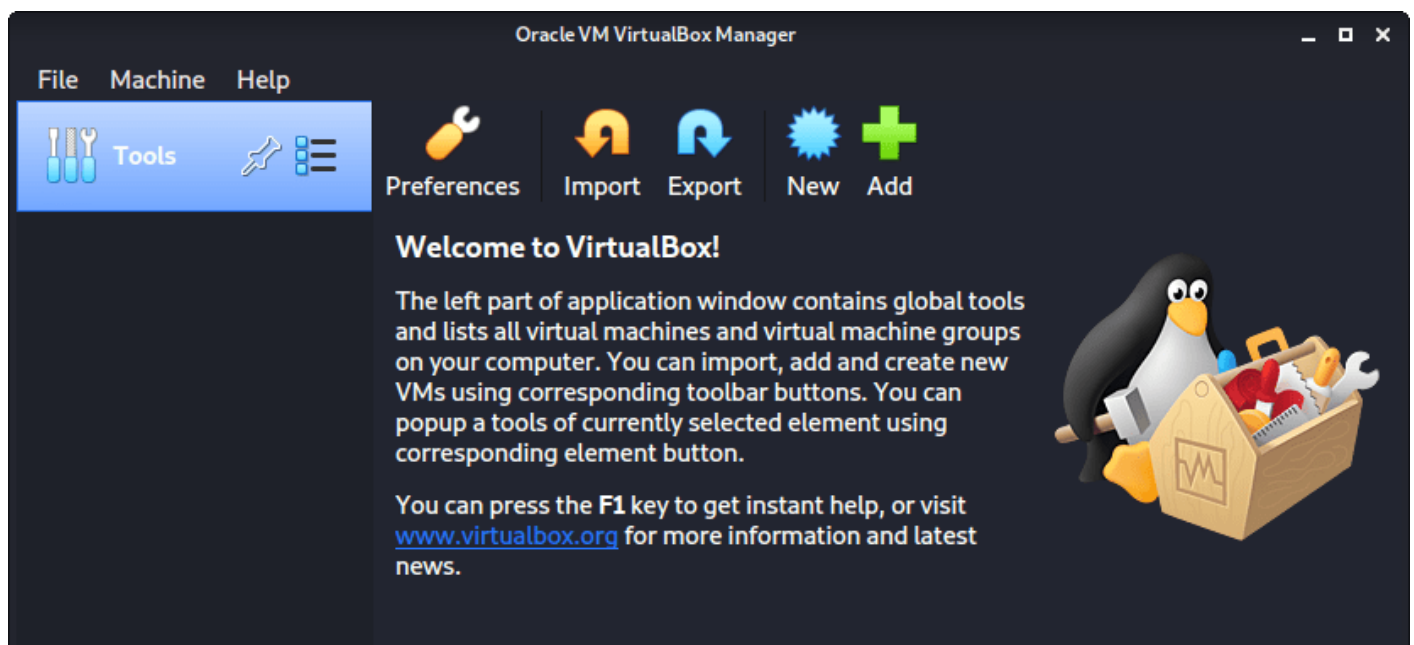 Oracle VM VirtualBox Manager
File Machine Help
Tools
Preferences Import Export New Add
Welcome to VirtualBox!
The left part of application window contains global tools
and lists all virtual machines and virtual machine groups
on your computer. You can import, add and create new
VMs using corresponding toolbar buttons. You can
popup a tools of currently selected element using
corresponding element button.
You can press the F1 key to get instant help, or visit
www.virtualbox.org for more information and latest
news.